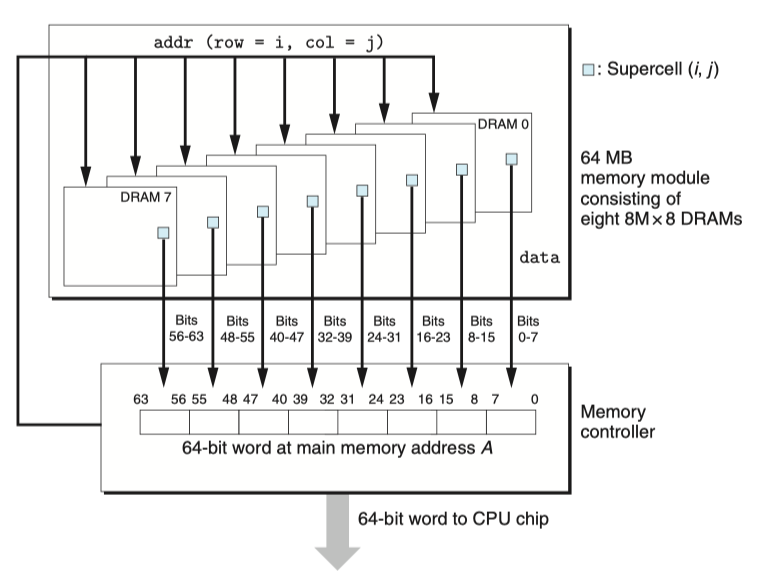 addr (row = i, col = j)
: Supercell (i, j)
DRAM 0
64 MB
memory module
consisting of
eight 8M×8 DRAMs
DRAM 7
data
Bits
56-63
Bits
48-55
Bits
40-47
Bits
32-39
Bits
24-31
Bits
16-23
Bits
8-15
Bits
0-7
63 56 55 48 47 40 39 32 31 24 23 16 15 8 7 0
64-bit word at main memory address A
Memory
controller
64-bit word to CPU chip